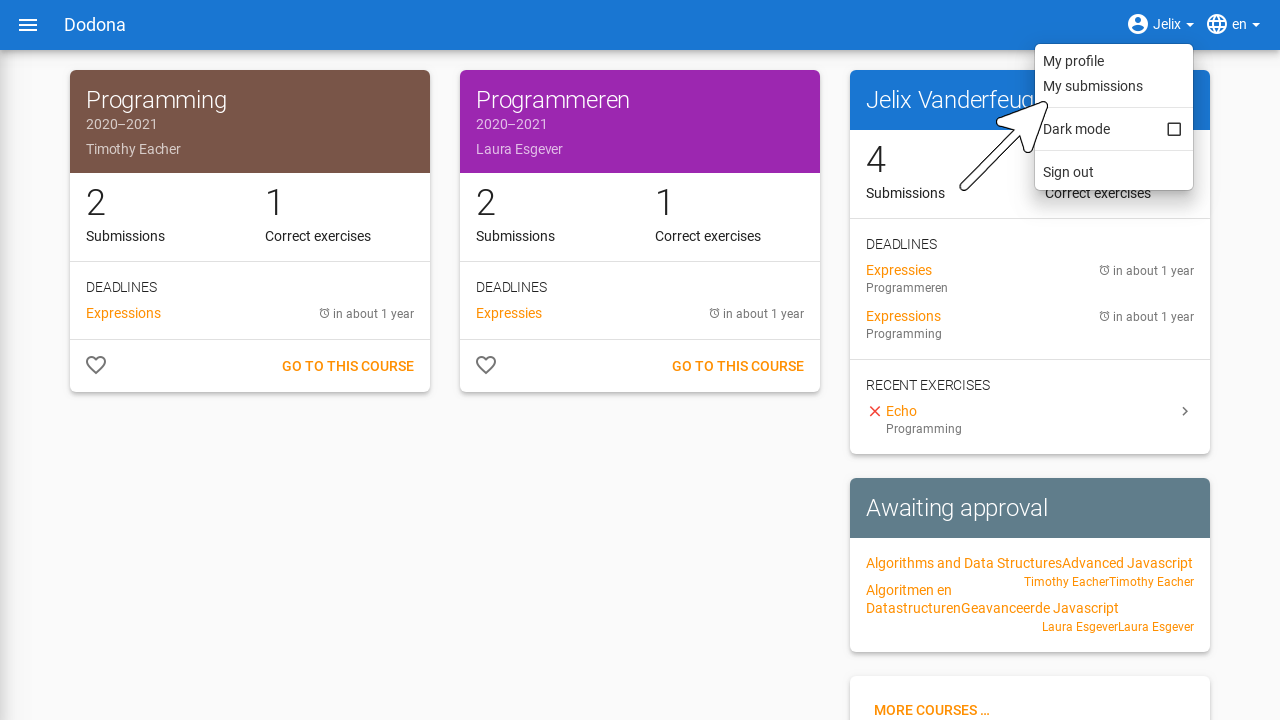 Dodona
Jelix
en
My profile
My submissions
Dark mode
Sign out
Programming
2020–2021
Timothy Eacher
2
Submissions
1
Correct exercises
DEADLINES
Expressions
in about 1 year
GO TO THIS COURSE
Programmeren
2020–2021
Laura Esgever
2
Submissions
1
Correct exercises
DEADLINES
Expressies
in about 1 year
GO TO THIS COURSE
Jelix Vanderfeug
4
Submissions
Correct exercises
DEADLINES
Expressies
in about 1 year
Programmeren
Expressions
in about 1 year
Programming
RECENT EXERCISES
Echo
Programming
Awaiting approval
Algorithms and Data StructuresAdvanced Javascript
Timothy EacherTimothy Eacher
Algoritmen en
DatastructurenGeavanceerde Javascript
Laura EsgeverLaura Esgever
MORE COURSES ...